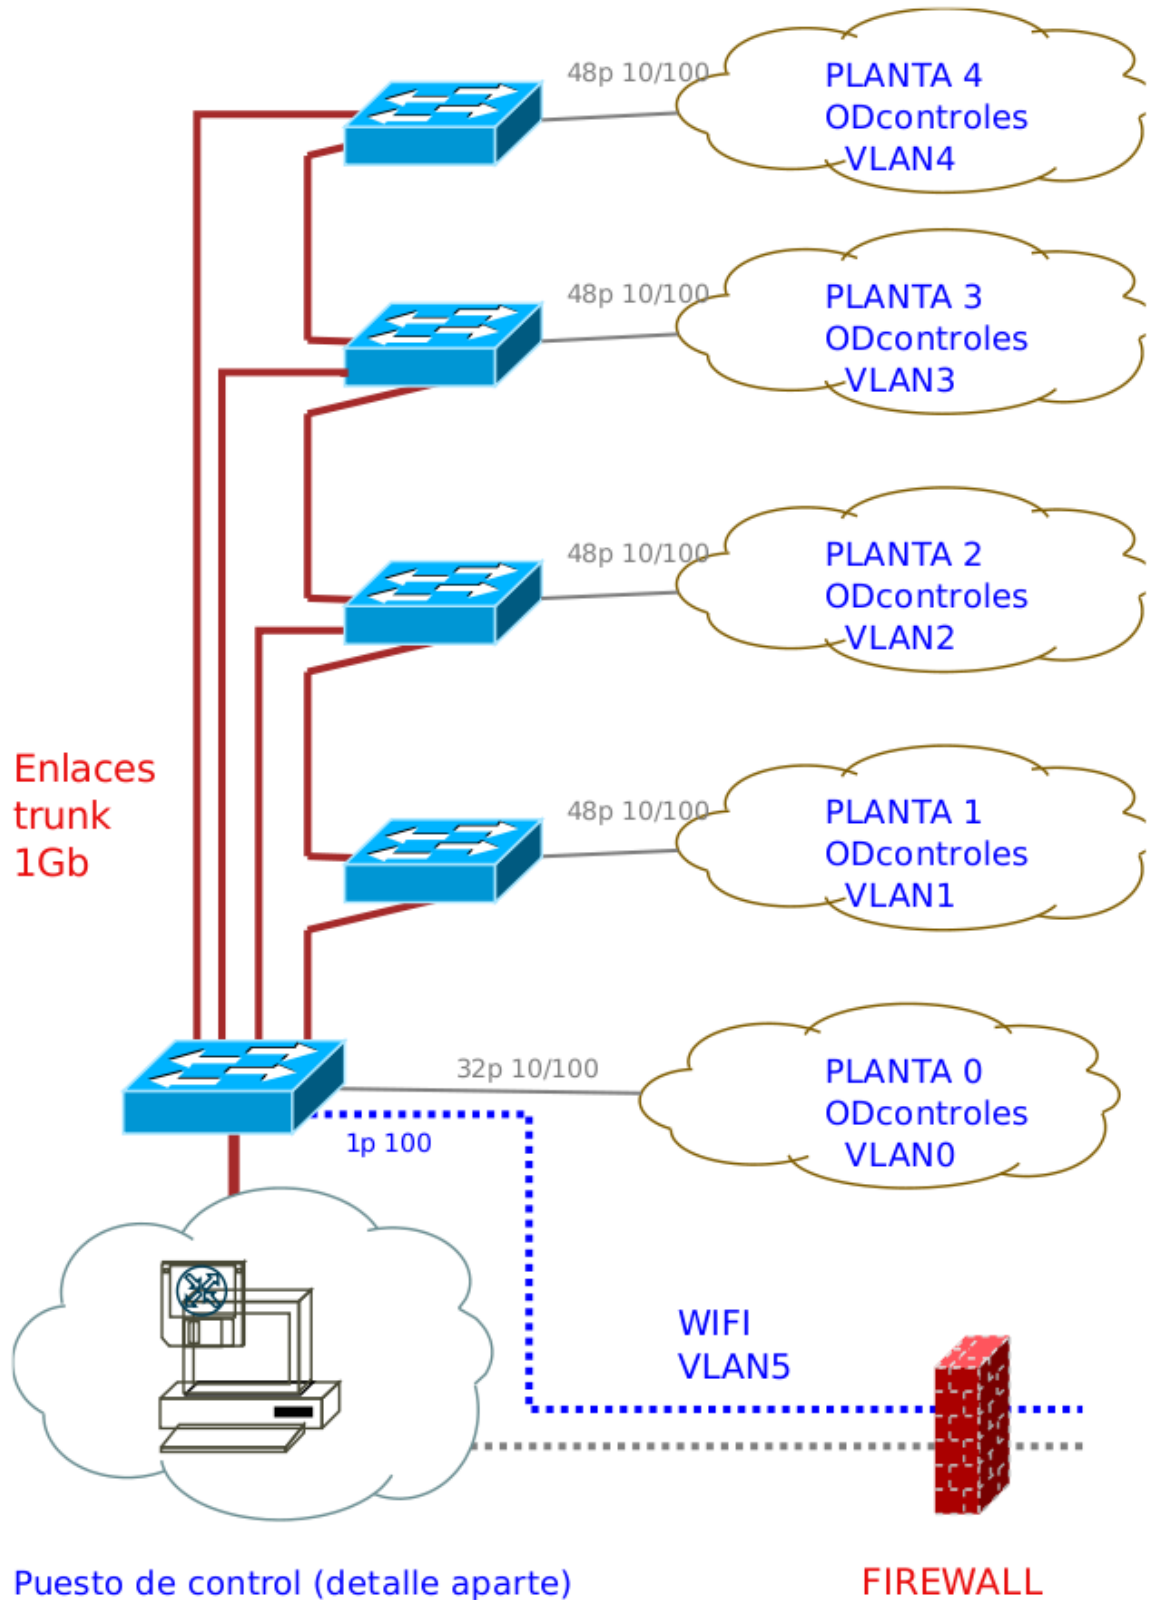 48p 10/100
PLANTA 4
ODcontroles
VLAN4
48p 10/100
PLANTA 3
ODcontroles
VLAN3
48p 10/100
PLANTA 2
ODcontroles
VLAN2
Enlaces
trunk
1Gb
48p 10/100
PLANTA 1
ODcontroles
VLAN1
32p 10/100
PLANTA 0
ODcontroles
VLAN0
1p 100
WIFI
VLAN5
Puesto de control (detalle aparte)
FIREWALL